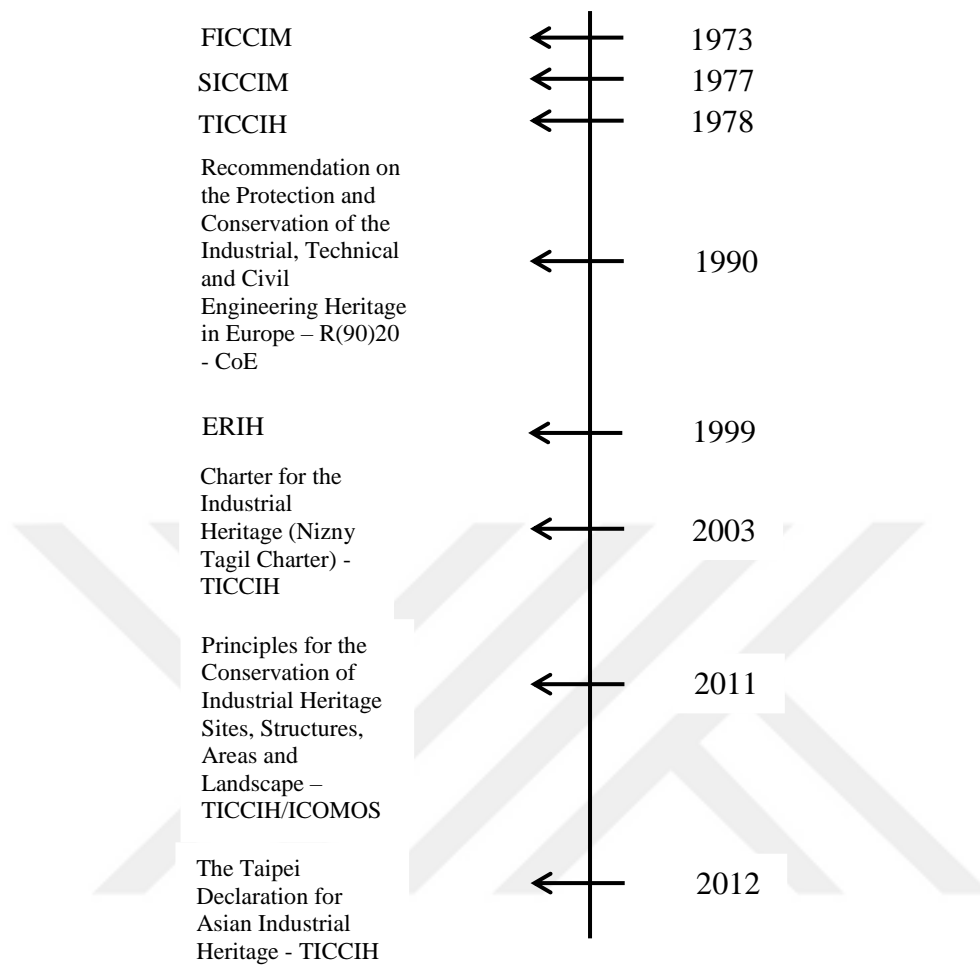 FICCIM 1973
SICCIM 1977
TICCIH 1978
Recommendation on
the Protection and
Conservation of the
Industrial, Technical
and Civil
Engineering Heritage
in Europe – R(90)20
- CoE
1990
ERIH 1999
Charter for the
Industrial
Heritage (Nizny
Tagil Charter) -
TICCIH
2003
Principles for the
Conservation of
Industrial Heritage
Sites, Structures,
Areas and
Landscape –
TICCIH/ICOMOS
2011
The Taipei
Declaration for
Asian Industrial
Heritage - TICCIH
2012